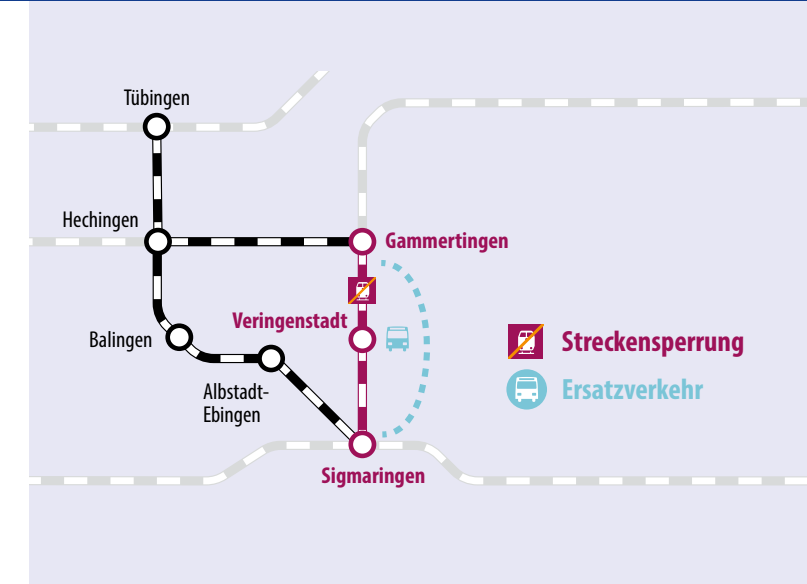 Tübingen
Hechingen
Gammertingen
Veringenstadt
Balingen
Streckensperrung
Albstadt-
Ebingen
Ersatzverkehr
Sigmaringen